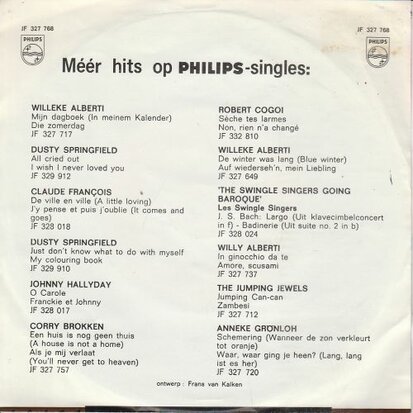 JF 327 768
JF 327 768
PHILIPS
PHILIPS
Méér hits op PHILIPS-singles:
WILLEKE ALBERTI
Mijn dagboek (In meinem Kalender)
Die zomerdag
JF 327 717
DUSTY SPRINGFIELD
All cried out
I wish I never loved you
JF 329 912
CLAUDE FRANÇOIS
De ville en ville (A little loving)
J'y pense et puis j'oublie (It comes and
goes)
JF 328 018
DUSTY SPRINGFIELD
Just don't know what to do with myself
My colouring book
JF 329 910
JOHNNY HALLYDAY
O Carole
Franckie et Johnny
JF 328 017
CORRY BROKKEN
Een huis is nog geen thuis
(A house is not a home)
Als je mij verlaat
(You'll never get to heaven)
JF 327 757
ROBERT COGOI
Sèche tes larmes
Non, rien n'a changé
JF 332 810
WILLEKE ALBERTI
De winter was lang (Blue winter)
Auf wiederseh'n, mein Liebling
JF 327 649
'THE SWINGLE SINGERS GOING
BAROQUE'
Les Swingle Singers
J. S. Bach: Largo (Uit klavecimbelconcert
in f) - Badinerie (Uit suite no. 2 in b)
JF 328 024
WILLY ALBERTI
In ginocchio da te
Amore, scusami
JF 327 737
THE JUMPING JEWELS
Jumping Can-can
Zambesi
JF 327 712
ANNEKE GRÖNLOH
Schemering (Wanneer de zon verkleurt
tot oranje)
Waar, waar ging je heen? (Lang, lang
ist es her)
JF 327 720
ontwerp : Frans van Kalken